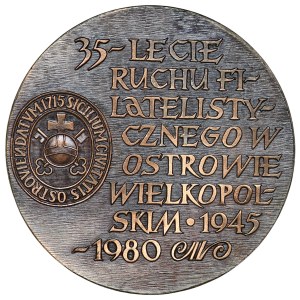 35-LECIE
RUCHU FI-
LATELISTY-
CZNEGO W
OSTROWIE
WIELKOPOL-
SKIM • 1945
-1980